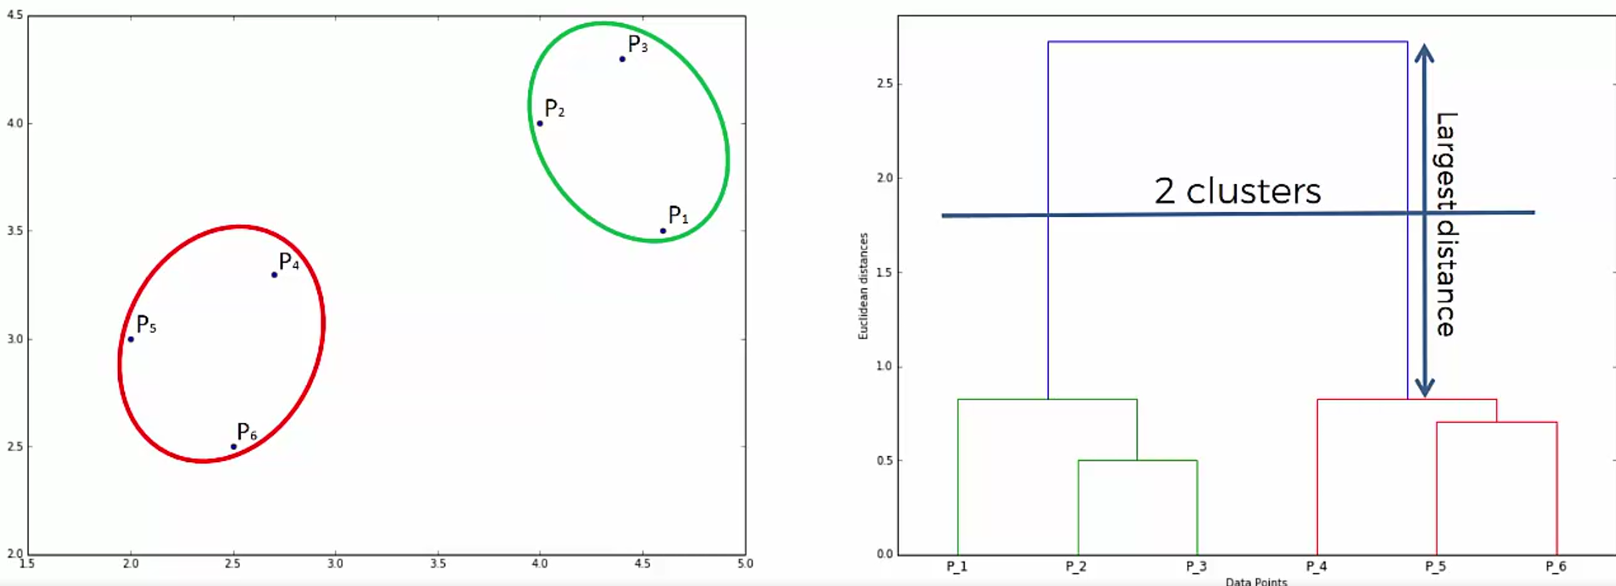 4.5
4.0
3.5
3.0
2.5
2.0
1.5
2.0
2.5
3.0
3.5
4.0
4.5
5.0
P3
P2
P1
P4
P5
P6
2.5
2.0
1.5
1.0
0.5
0.0
Euclidean distances
2 clusters
Largest distance
P_1
P_2
P_3
P_4
P_5
P_6
Data Points